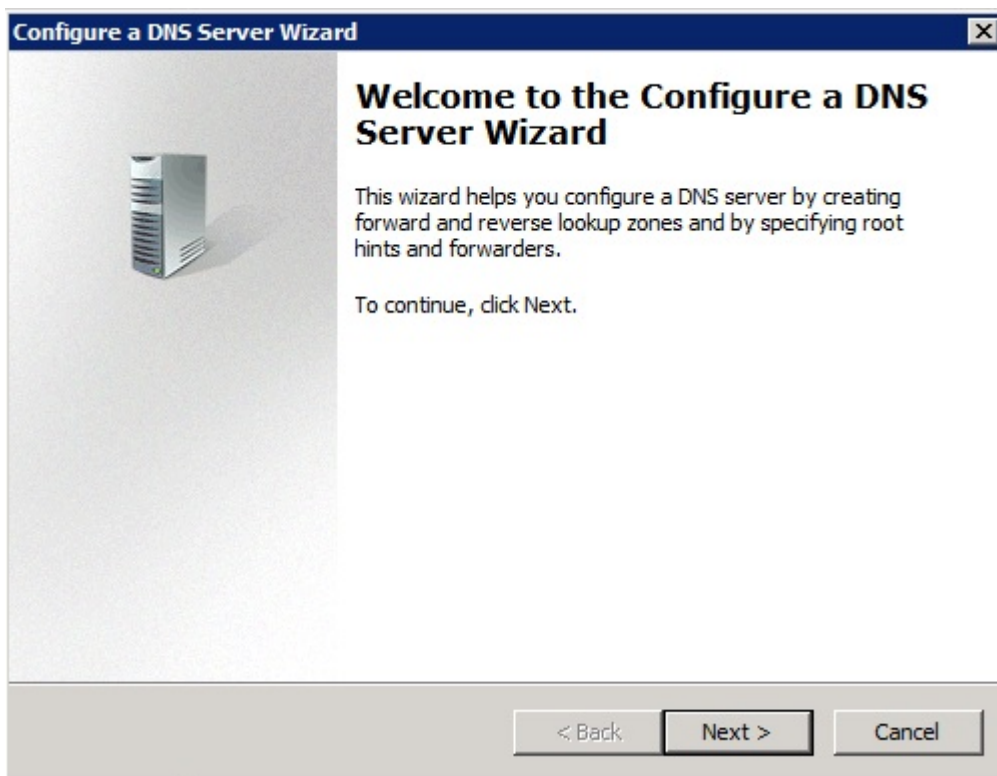 Configure a DNS Server Wizard
Welcome to the Configure a DNS
Server Wizard
This wizard helps you configure a DNS server by creating
forward and reverse lookup zones and by specifying root
hints and forwarders.
To continue, click Next.
< Back
Next >
Cancel